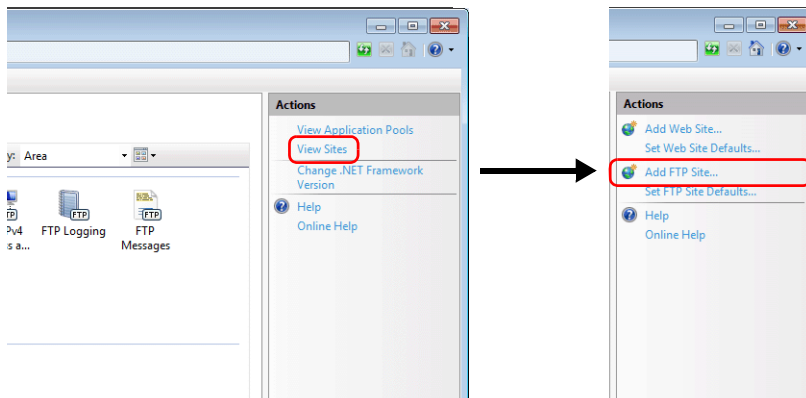 Actions
View Application Pools
View Sites
Change .NET Framework
Version
Help
Online Help
y: Area
FTP
FTP
FTP
Pv4
s a...
FTP Logging
FTP
Messages
Actions
Add Web Site...
Set Web Site Defaults...
Add FTP Site...
Set FTP Site Defaults...
Help
Online Help